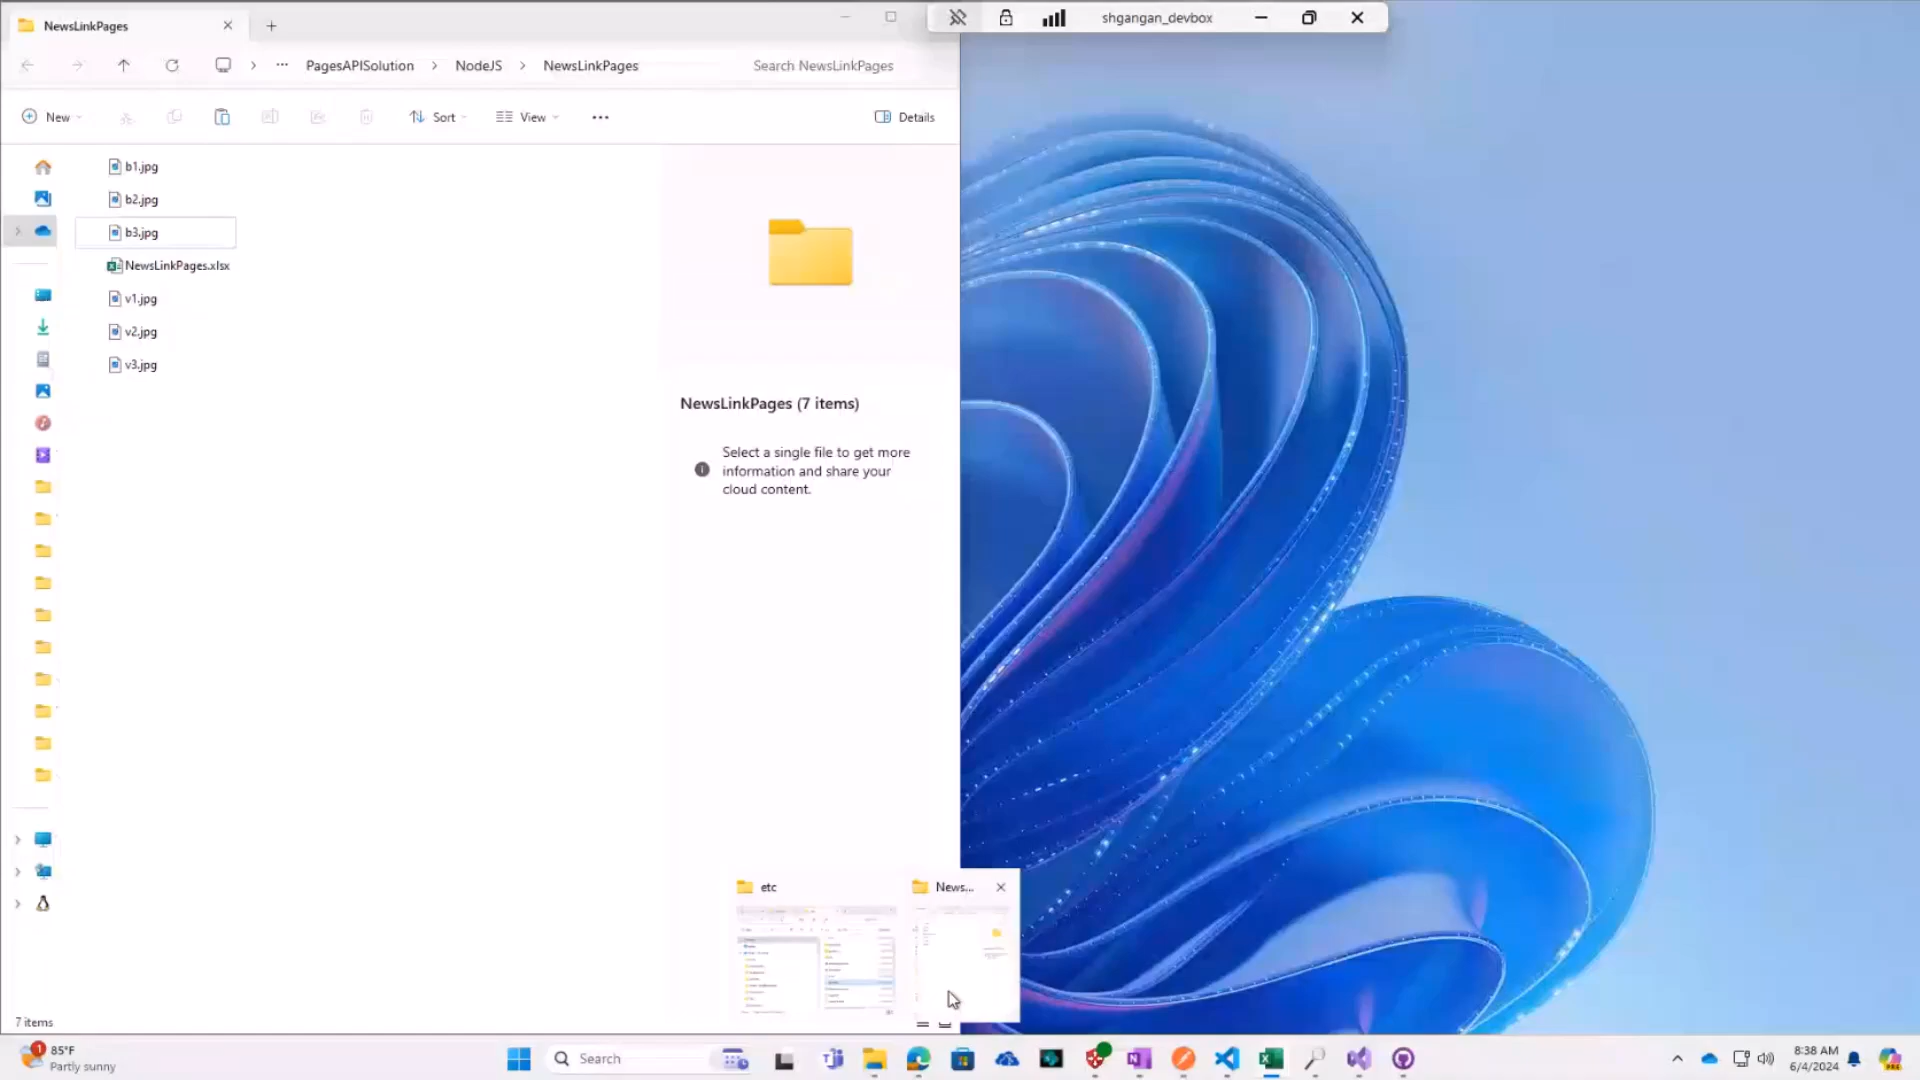 NewsLinkPages
shgangan_devbox
PagesAPISolution
NodeJS
NewsLinkPages
Search NewsLinkPages
New
Sort
View
Details
b1.jpg
b2.jpg
b3.jpg
NewsLinkPages.xlsx
v1.jpg
v2.jpg
v3.jpg
NewsLinkPages (7 items)
Select a single file to get more
information and share your
cloud content.
etc
News...
7 items
1
85°F
Partly sunny
Search
8:38 AM
6/4/2024